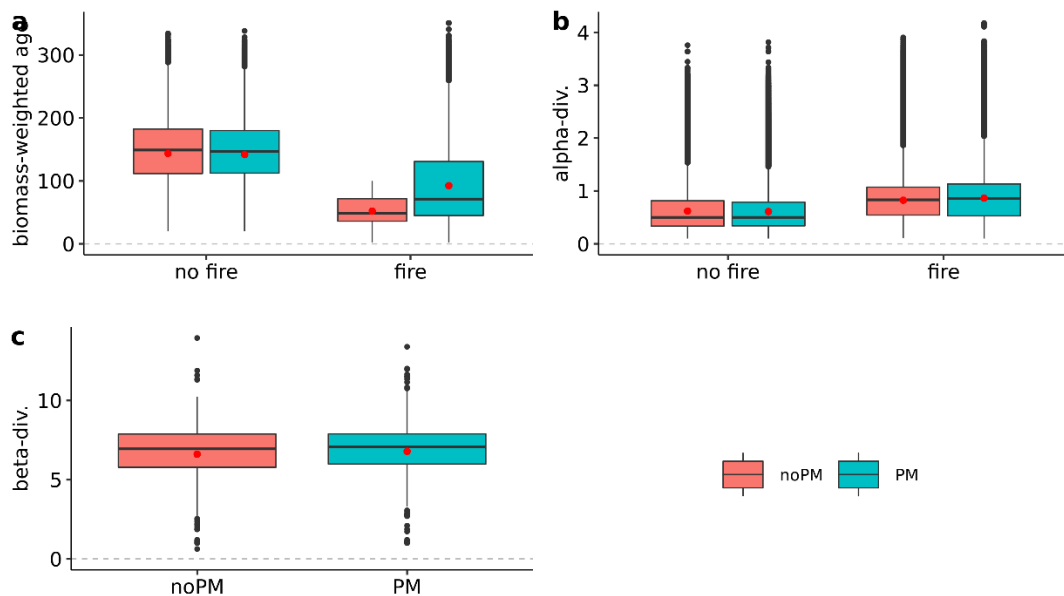 a
biomass-weighted age
300
200
100
0
no fire
fire
b
alpha-div.
4
3
2
1
0
no fire
fire
c
beta-div.
10
5
0
noPM
PM
noPM
PM